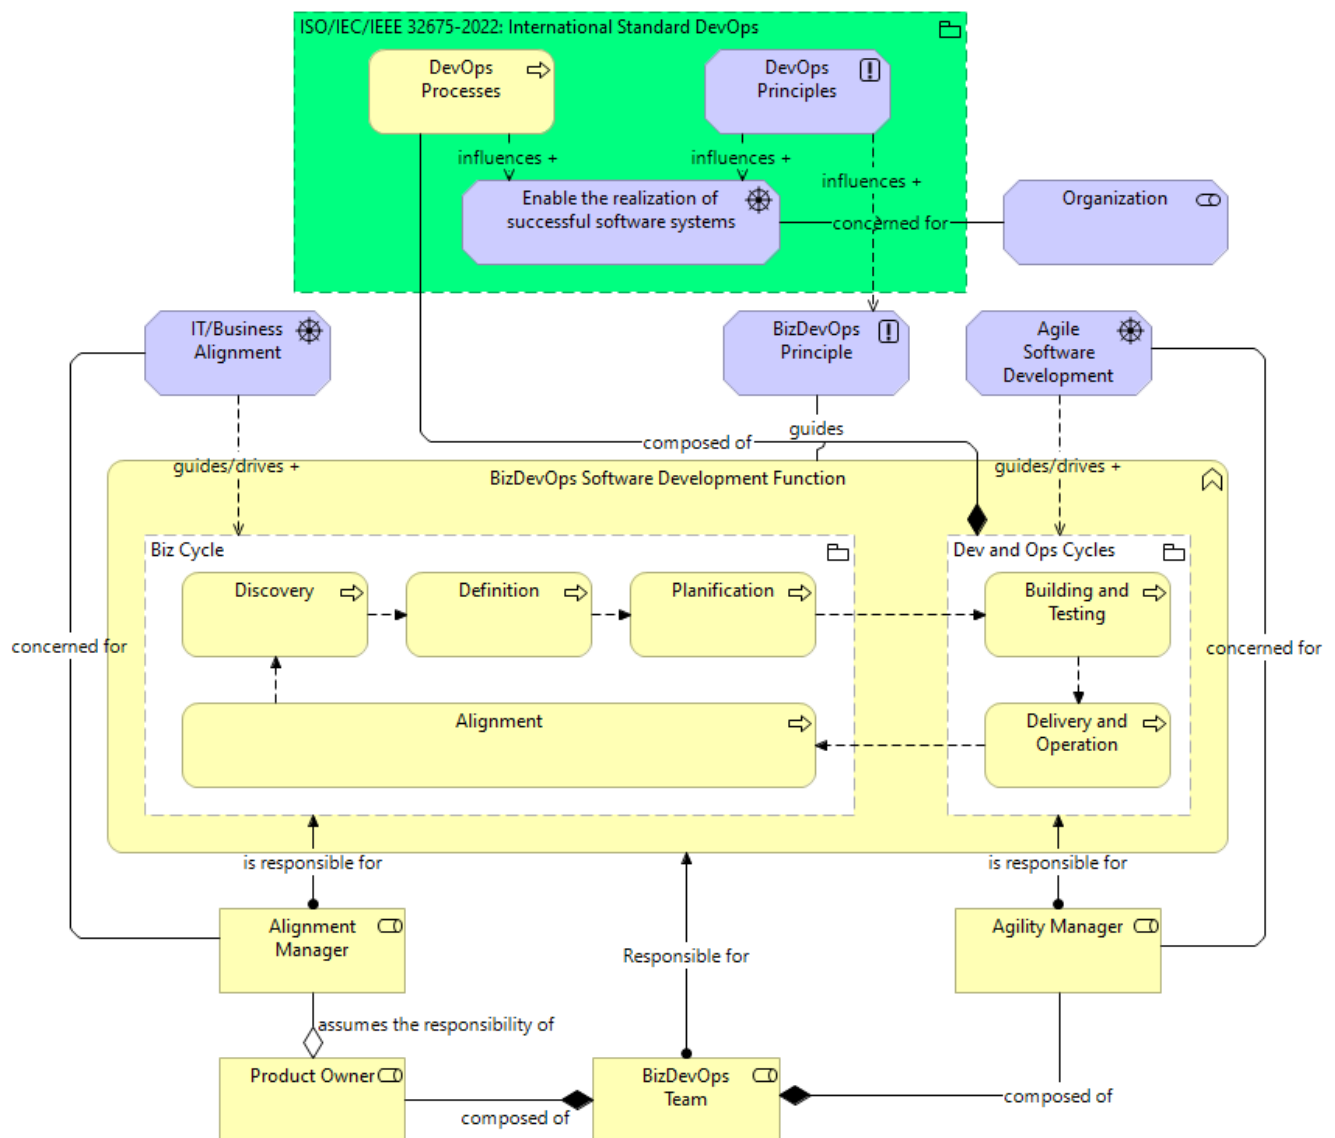 ISO/IEC/IEEE 32675-2022: International Standard DevOps
DevOps
Processes
DevOps
Principles
influences +
influences +
influences +
Enable the realization of
successful software systems
concerned for
Organization
IT/Business
Alignment
BizDevOps
Principle
Agile
Software
Development
guides
composed of
guides/drives +
guides/drives +
BizDevOps Software Development Function
Biz Cycle
Dev and Ops Cycles
Discovery
Definition
Planification
Building and
Testing
concerned for
concerned for
Alignment
Delivery and
Operation
is responsible for
is responsible for
Alignment
Manager
Agility Manager
Responsible for
assumes the responsibility of
Product Owner
BizDevOps
Team
composed of
composed of